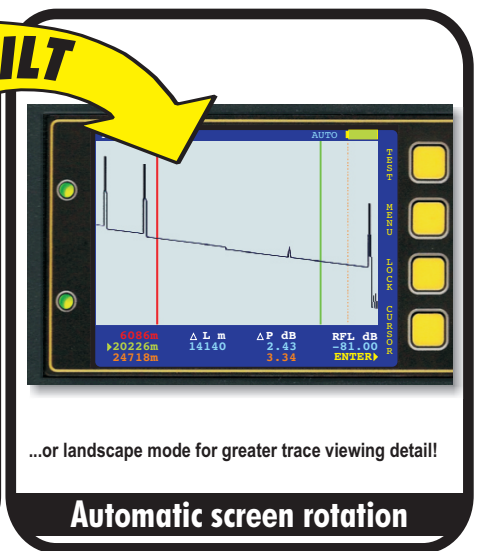 ILT
AUTO
TEST
MENU
LOCK
CURSOR
6086m Δ L m ΔP dB RFL dB
20226m 14140 2.43 -81.00
24718m 3.34 ENTER
...or landscape mode for greater trace viewing detail!
Automatic screen rotation